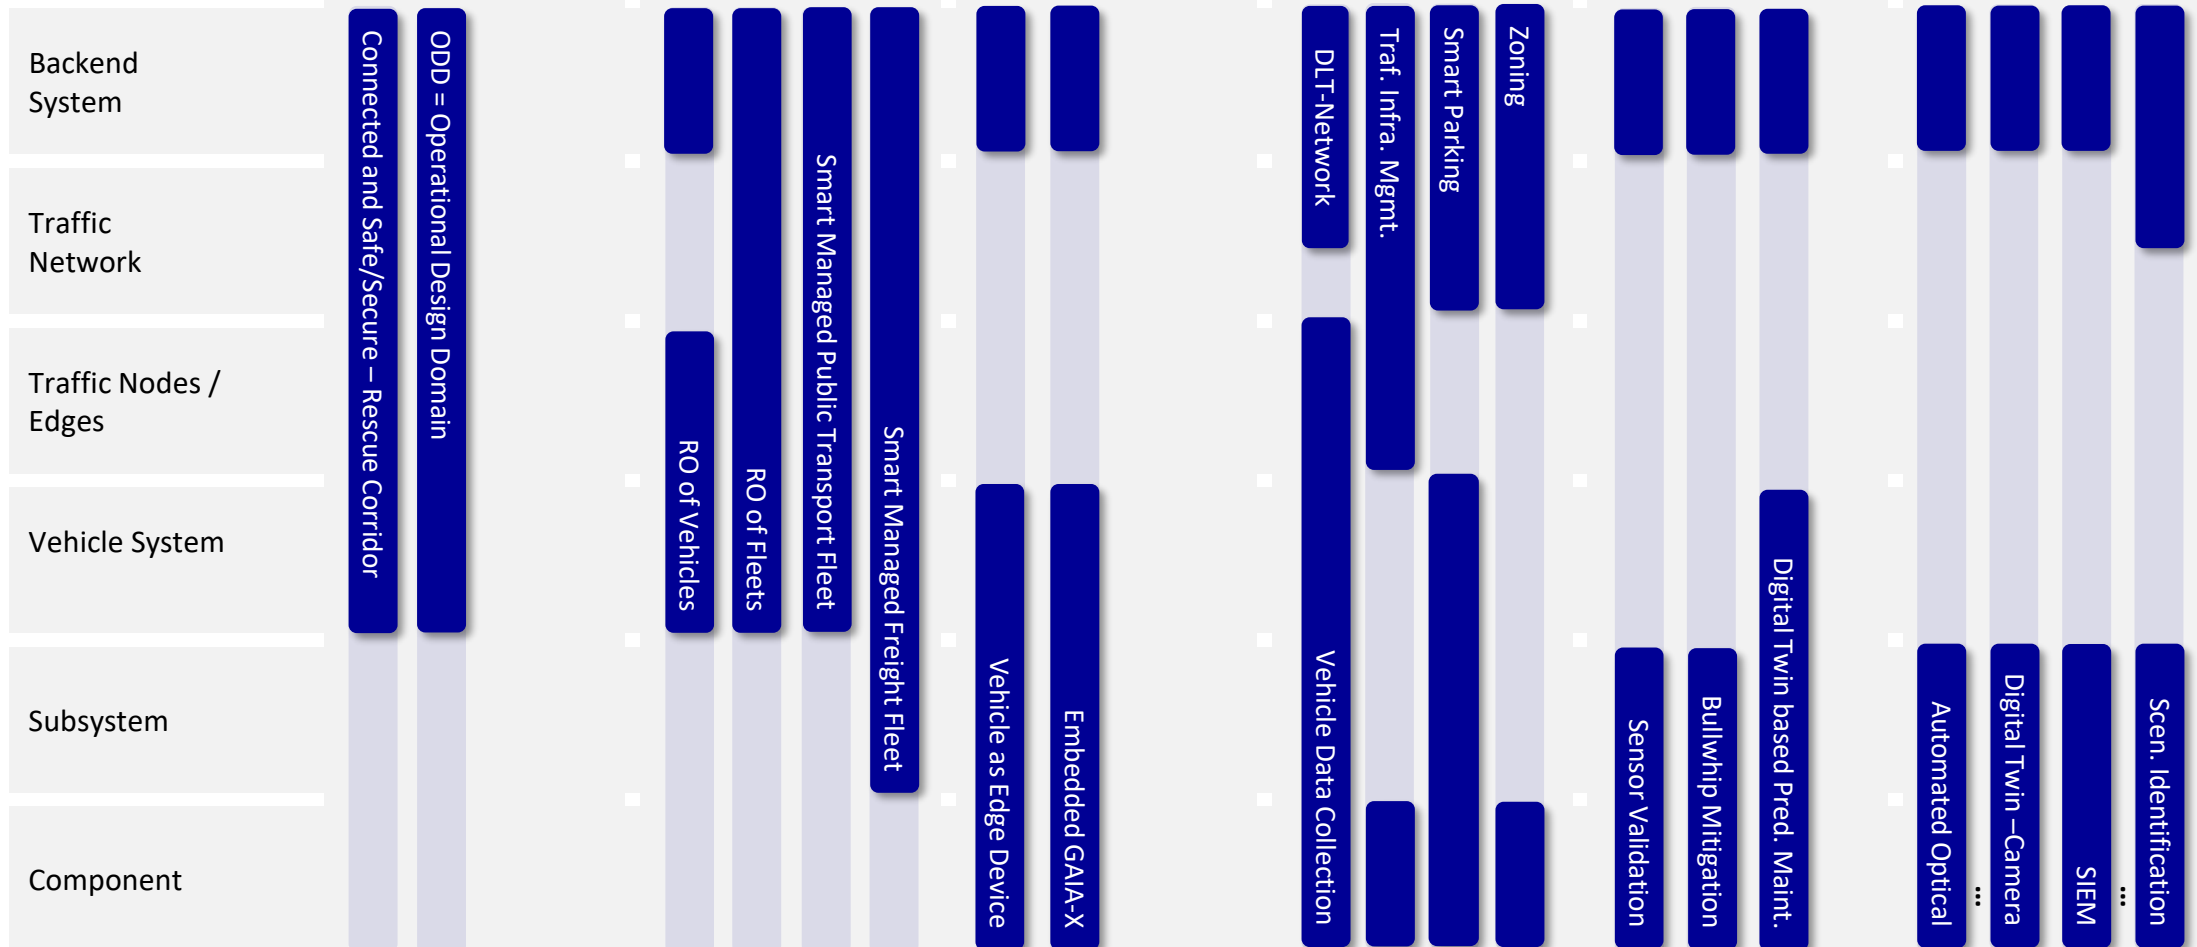 Backend
System
Traffic
Network
Traffic Nodes /
Edges
Vehicle System
Subsystem
Component
Connected and Safe/Secure – Rescue Corridor
ODD = Operational Design Domain
RO of Vehicles
RO of Fleets
Smart Managed Public Transport Fleet
Smart Managed Freight Fleet
Vehicle as Edge Device
Embedded GAIA-X
DLT-Network
Vehicle Data Collection
Traf. Infra. Mgmt.
Smart Parking
Zoning
Sensor Validation
Bullwhip Mitigation
Digital Twin based Pred. Maint.
Automated Optical
...
Digital Twin –Camera
SIEM
...
Scen. Identification